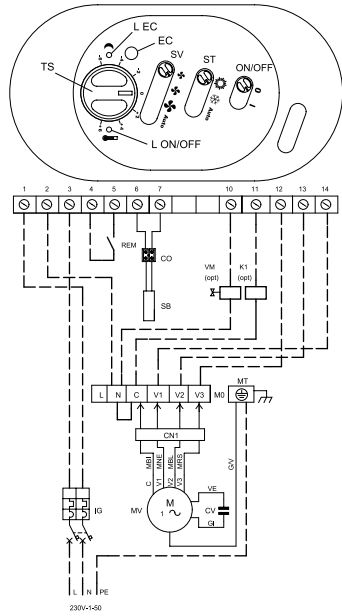 L EC
EC
SV
ST
ON/OFF
TS
Auto
Auto
0
I
L ON/OFF
1 2 3 4 5 6 7 10 11 12 13 14
REM
CO
VM
(opt)
K1
(opt)
SB
L N C V1 V2 V3
M0
MT
CN1
MBI
MNE
MBL
MRS
C
V1
V2
V3
G/V
MV
M
1
VE
CV
GI
IG
L N PE
230V-1-50